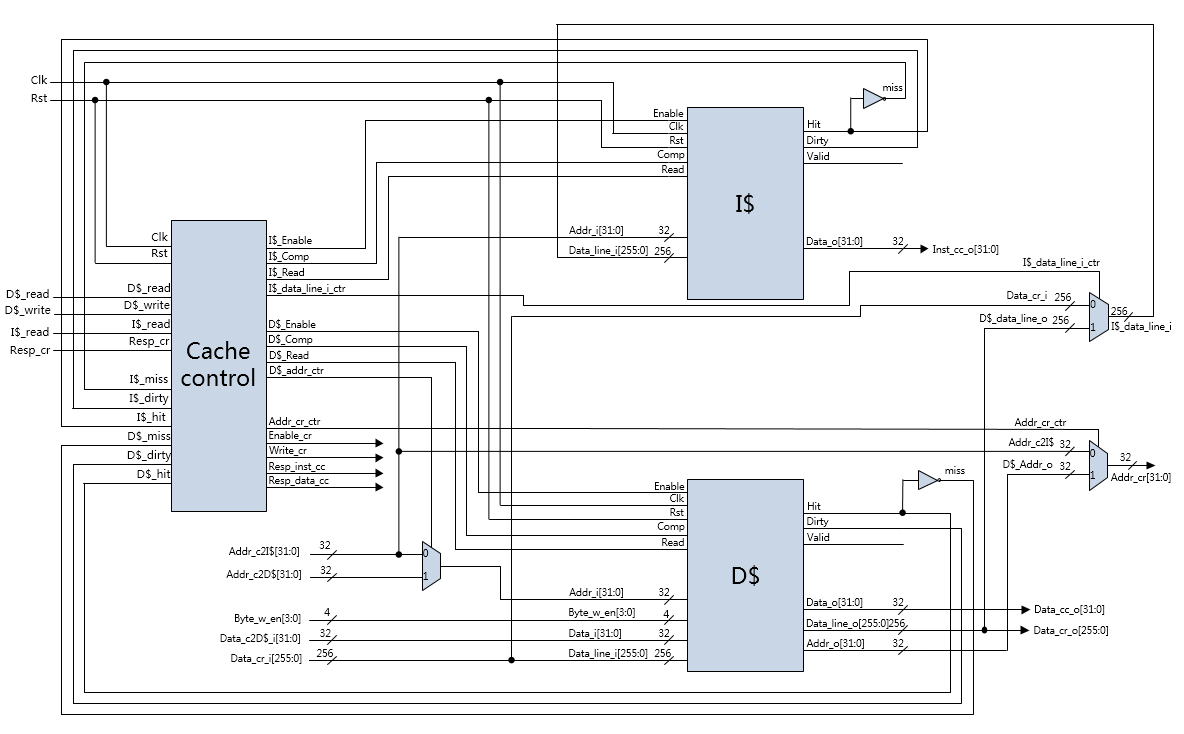 Clk
Rst
miss
Enable
Clk
Rst
Comp
Read
Hit
Dirty
Valid
I$
Addr_i[31:0] 32
Data_line_i[255:0] 256
Data_o[31:0] 32
Inst_cc_o[31:0]
Clk
Rst
D$_read
D$_write
I$_read
Resp_cr
D$_read
D$_write
I$_read
Resp_cr
I$_miss
I$_dirty
I$_hit
D$_miss
D$_dirty
D$_hit
Cache
control
I$_Enable
I$_Comp
I$_Read
I$_data_line_i_ctr
D$_Enable
D$_Comp
D$_Read
D$_addr_ctr
Addr_cr_ctr
Enable_cr
Write_cr
Resp_inst_cc
Resp_data_cc
I$_data_line_i_ctr
Data_cr_i 256
0
D$_data_line_o 256
1
256
I$_data_line_i
Addr_cr_ctr
Addr_c2I$ 32
0
D$_Addr_o 32
1
32
Addr_cr[31:0]
miss
Enable
Clk
Rst
Comp
Read
Hit
Dirty
Valid
D$
Addr_c2I$[31:0] 32
0
Addr_c2D$[31:0] 32
1
Byte_w_en[3:0] 4
Data_c2D$_i[31:0] 32
Data_cr_i[255:0] 256
Addr_i[31:0] 32
Byte_w_en[3:0] 4
Data_i[31:0] 32
Data_line_i[255:0] 256
Data_o[31:0] 32
Data_line_o[255:0]256
Addr_o[31:0] 32
Data_cc_o[31:0]
Data_cr_o[255:0]